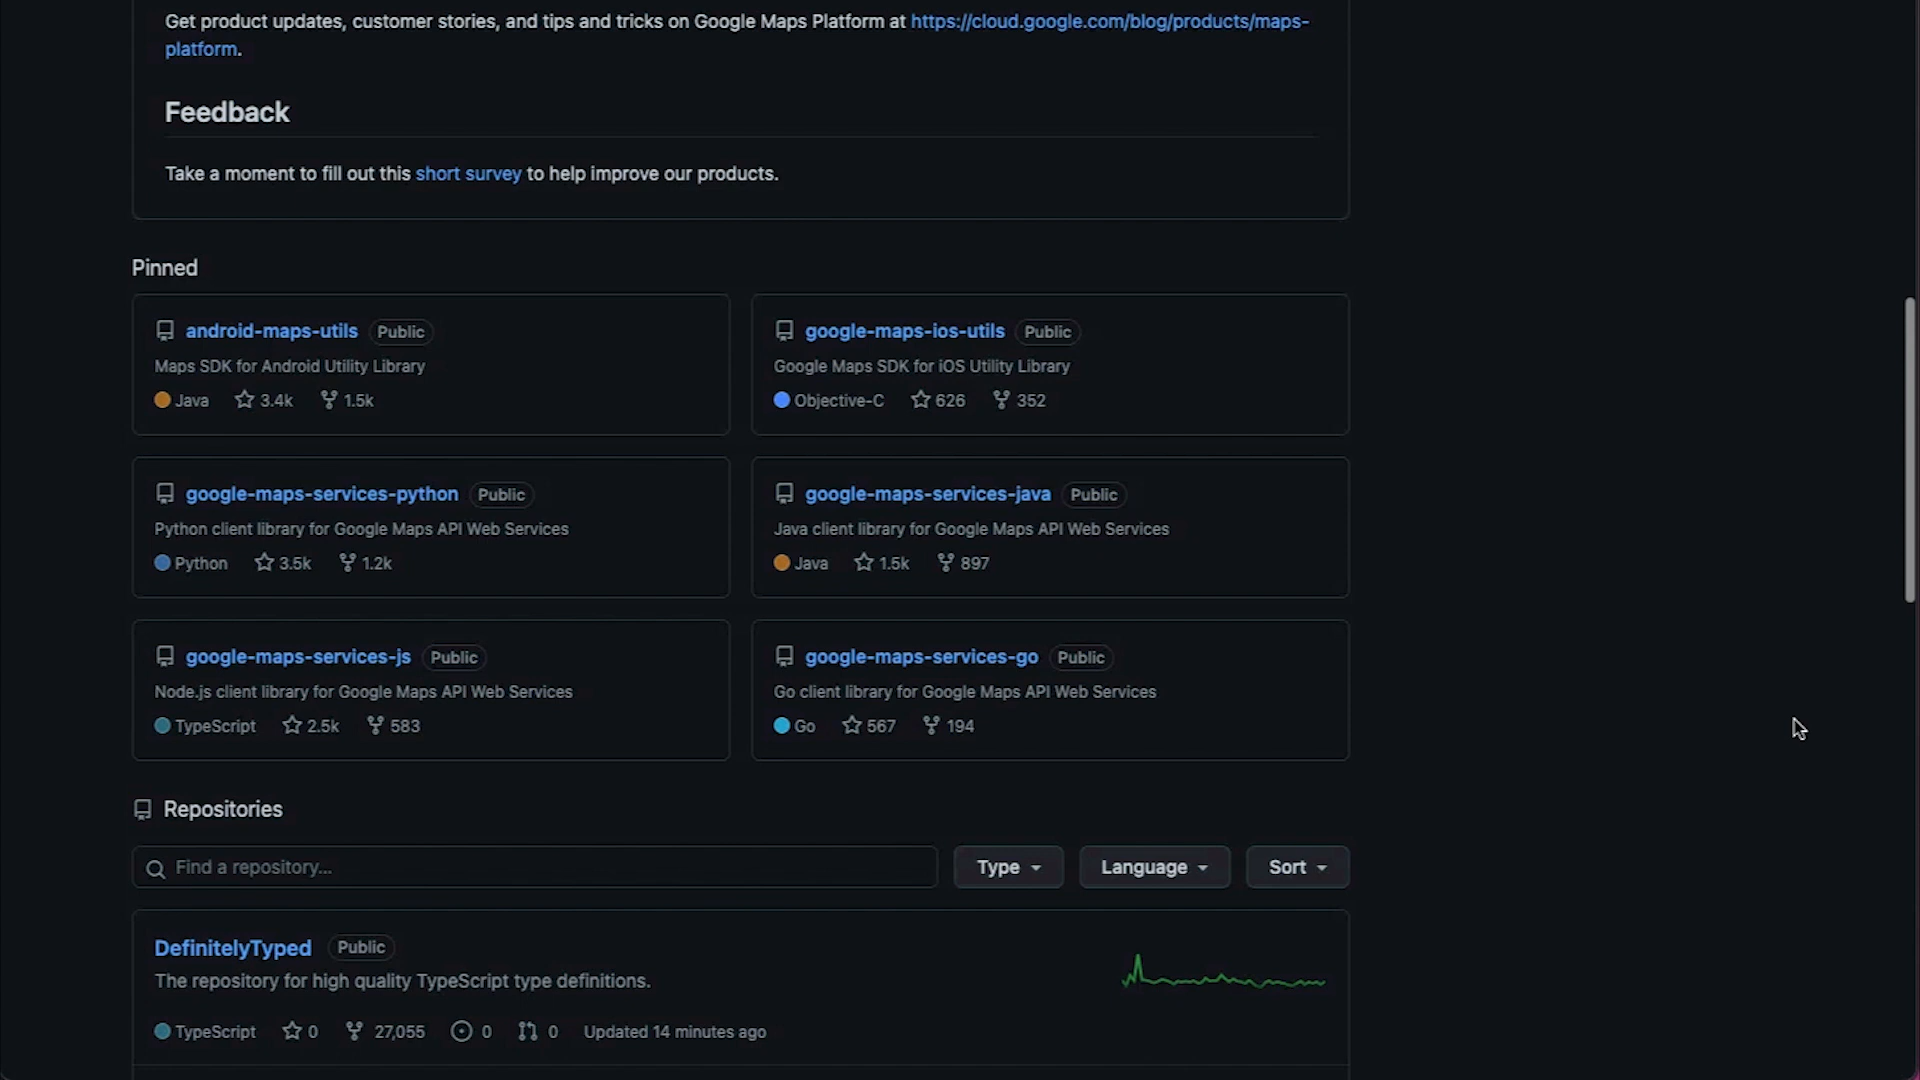 Get product updates, customer stories, and tips and tricks on Google Maps Platform at https://cloud.google.com/blog/products/maps-
platform.
Feedback
Take a moment to fill out this short survey to help improve our products.
Pinned
android-maps-utils Public
Maps SDK for Android Utility Library
Java 3.4k 1.5k
google-maps-ios-utils Public
Google Maps SDK for iOS Utility Library
Objective-C 626 352
google-maps-services-python Public
Python client library for Google Maps API Web Services
Python 3.5k 1.2k
google-maps-services-java Public
Java client library for Google Maps API Web Services
Java 1.5k 897
google-maps-services-js Public
Node.js client library for Google Maps API Web Services
TypeScript 2.5k 583
google-maps-services-go Public
Go client library for Google Maps API Web Services
Go 567 194
Repositories
Find a repository... Type Language Sort
DefinitelyTyped Public
The repository for high quality TypeScript type definitions.
TypeScript 0 27,055 0 0 Updated 14 minutes ago